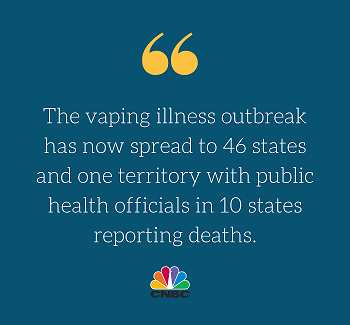 “
The vaping illness outbreak
has now spread to 46 states
and one territory with public
health officials in 10 states
reporting deaths.
CNBC